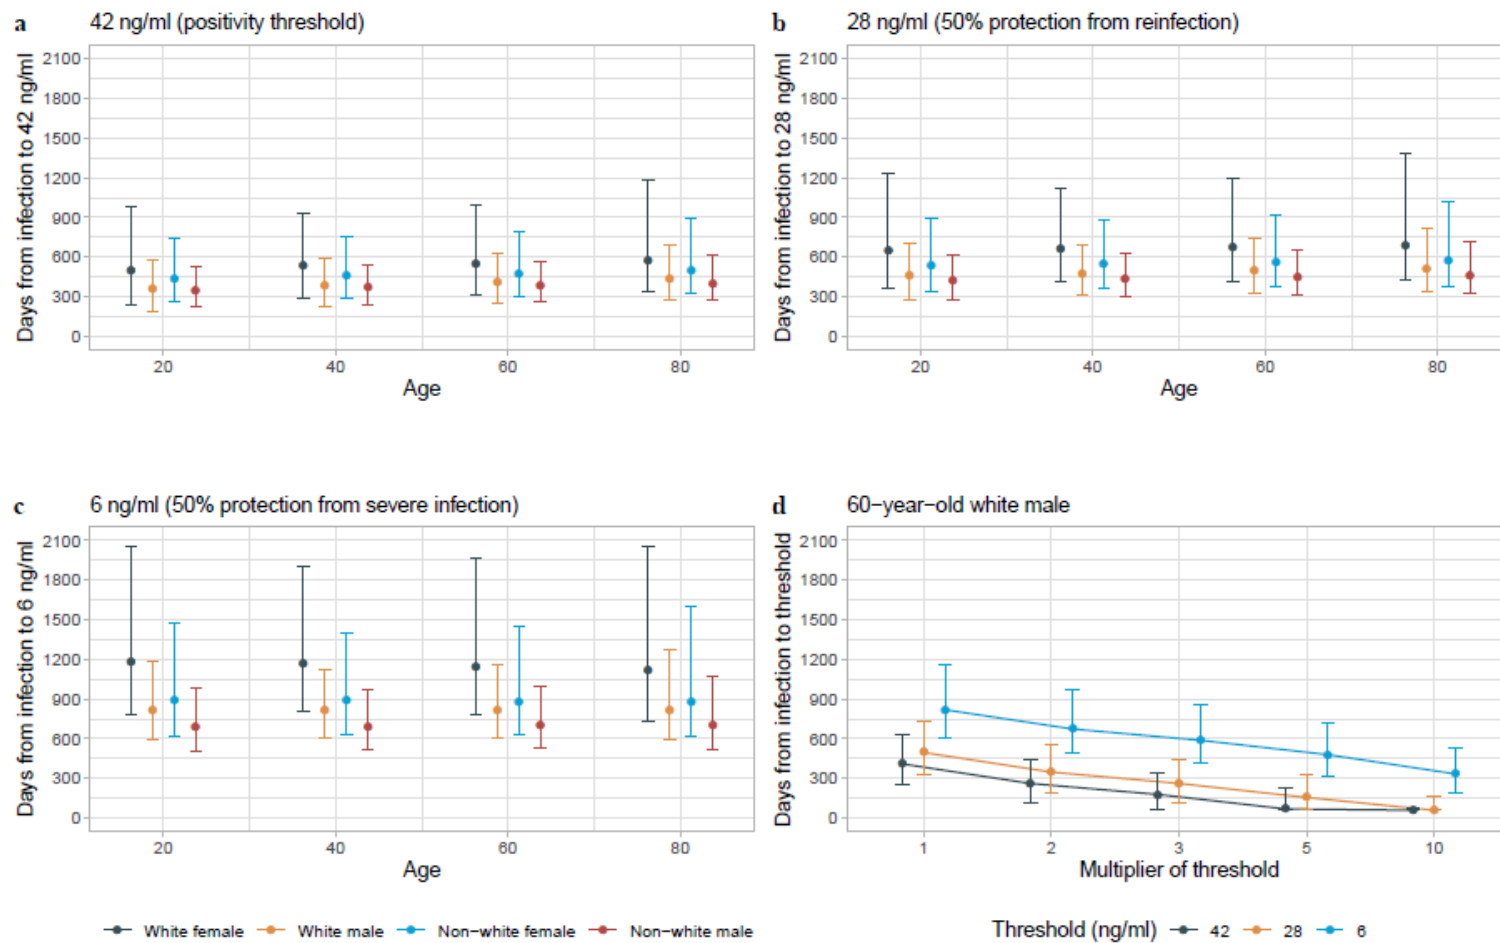 a 42 ng/ml (positivity threshold)
Days from infection to 42 ng/ml
2100
1800
1500
1200
900
600
300
0
20 40 60 80
Age
b 28 ng/ml (50% protection from reinfection)
Days from infection to 28 ng/ml
2100
1800
1500
1200
900
600
300
0
20 40 60 80
Age
c 6 ng/ml (50% protection from severe infection)
Days from infection to 6 ng/ml
2100
1800
1500
1200
900
600
300
0
20 40 60 80
Age
d 60−year−old white male
Days from infection to threshold
2100
1800
1500
1200
900
600
300
0
1 2 3 5 10
Multiplier of threshold
White female White male Non−white female Non−white male
Threshold (ng/ml) 42 28 6